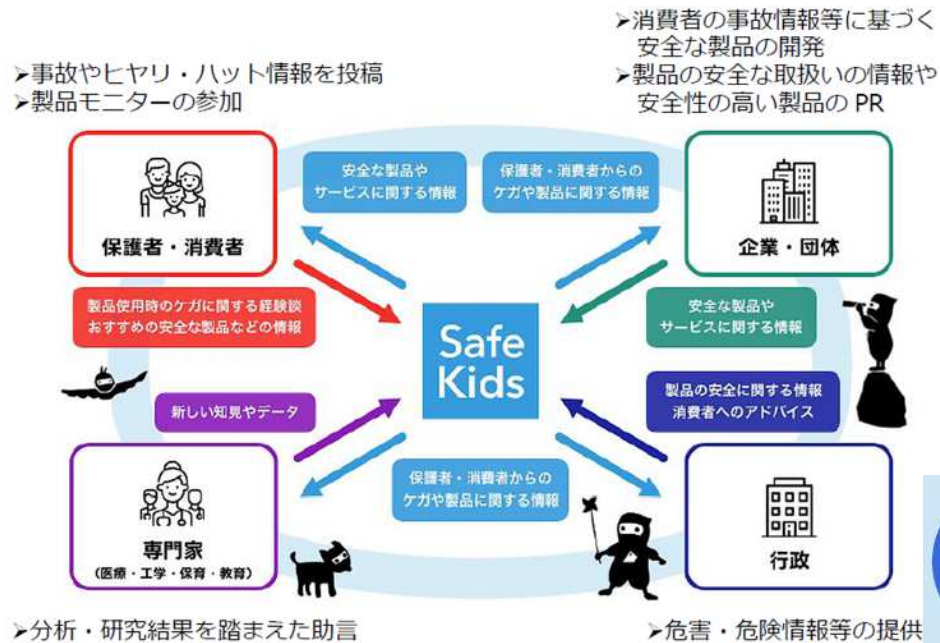 ➢消費者の事故情報等に基づく
安全な製品の開発
➢製品の安全な取扱いの情報や
安全性の高い製品の PR
➢事故やヒヤリ・ハット情報を投稿
➢製品モニターの参加
安全な製品や
サービスに関する情報
保護者・消費者からの
ケガや製品に関する情報
保護者・消費者
企業・団体
製品使用時のケガに関する経験談
おすすめの安全な製品などの情報
安全な製品や
サービスに関する情報
Safe
Kids
新しい知見やデータ
製品の安全に関する情報
消費者へのアドバイス
保護者・消費者からの
ケガや製品に関する情報
専門家
（医療・工学・保育・教育）
行政
➢分析・研究結果を踏まえた助言
➢危害・危険情報等の提供